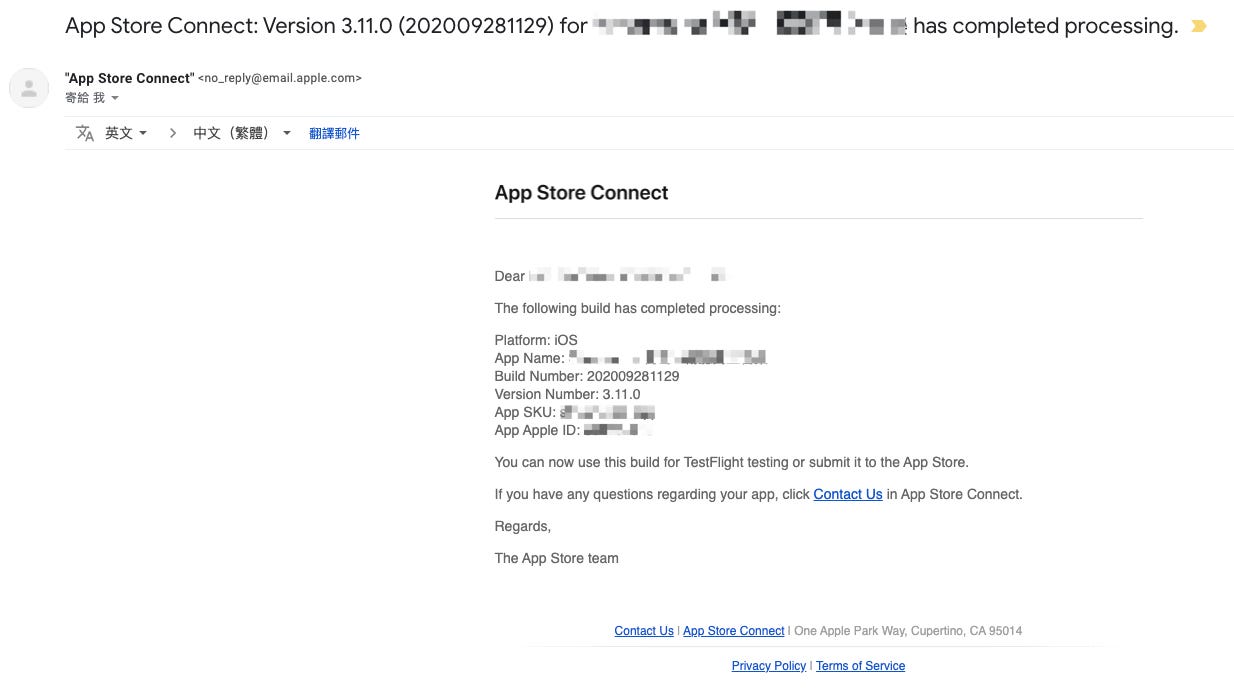 App Store Connect: Version 3.11.0 (202009281129) for has completed processing.
"App Store Connect" <no_reply@email.apple.com>
寄給 我
英文 > 中文（繁體） 翻譯郵件
App Store Connect
Dear
The following build has completed processing:
Platform: iOS
App Name:
Build Number: 202009281129
Version Number: 3.11.0
App SKU:
App Apple ID:
You can now use this build for TestFlight testing or submit it to the App Store.
If you have any questions regarding your app, click Contact Us in App Store Connect.
Regards,
The App Store team
Contact Us | App Store Connect | One Apple Park Way, Cupertino, CA 95014
Privacy Policy | Terms of Service